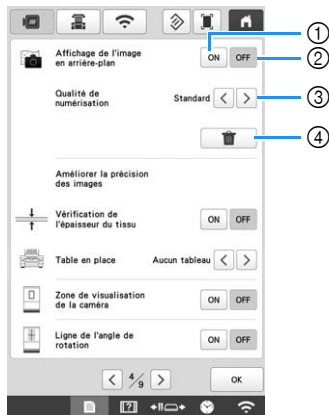 Affichage de l'image
en arrière-plan
ON OFF
①
②
Qualité de
numérisation
Standard < >
③
④
Améliorer la précision
des images
Vérification de
l'épaisseur du tissu
ON OFF
Table en place
Aucun tableau < >
Zone de visualisation
de la caméra
ON OFF
Ligne de l'angle de
rotation
ON OFF
< 4/9 >
OK
?